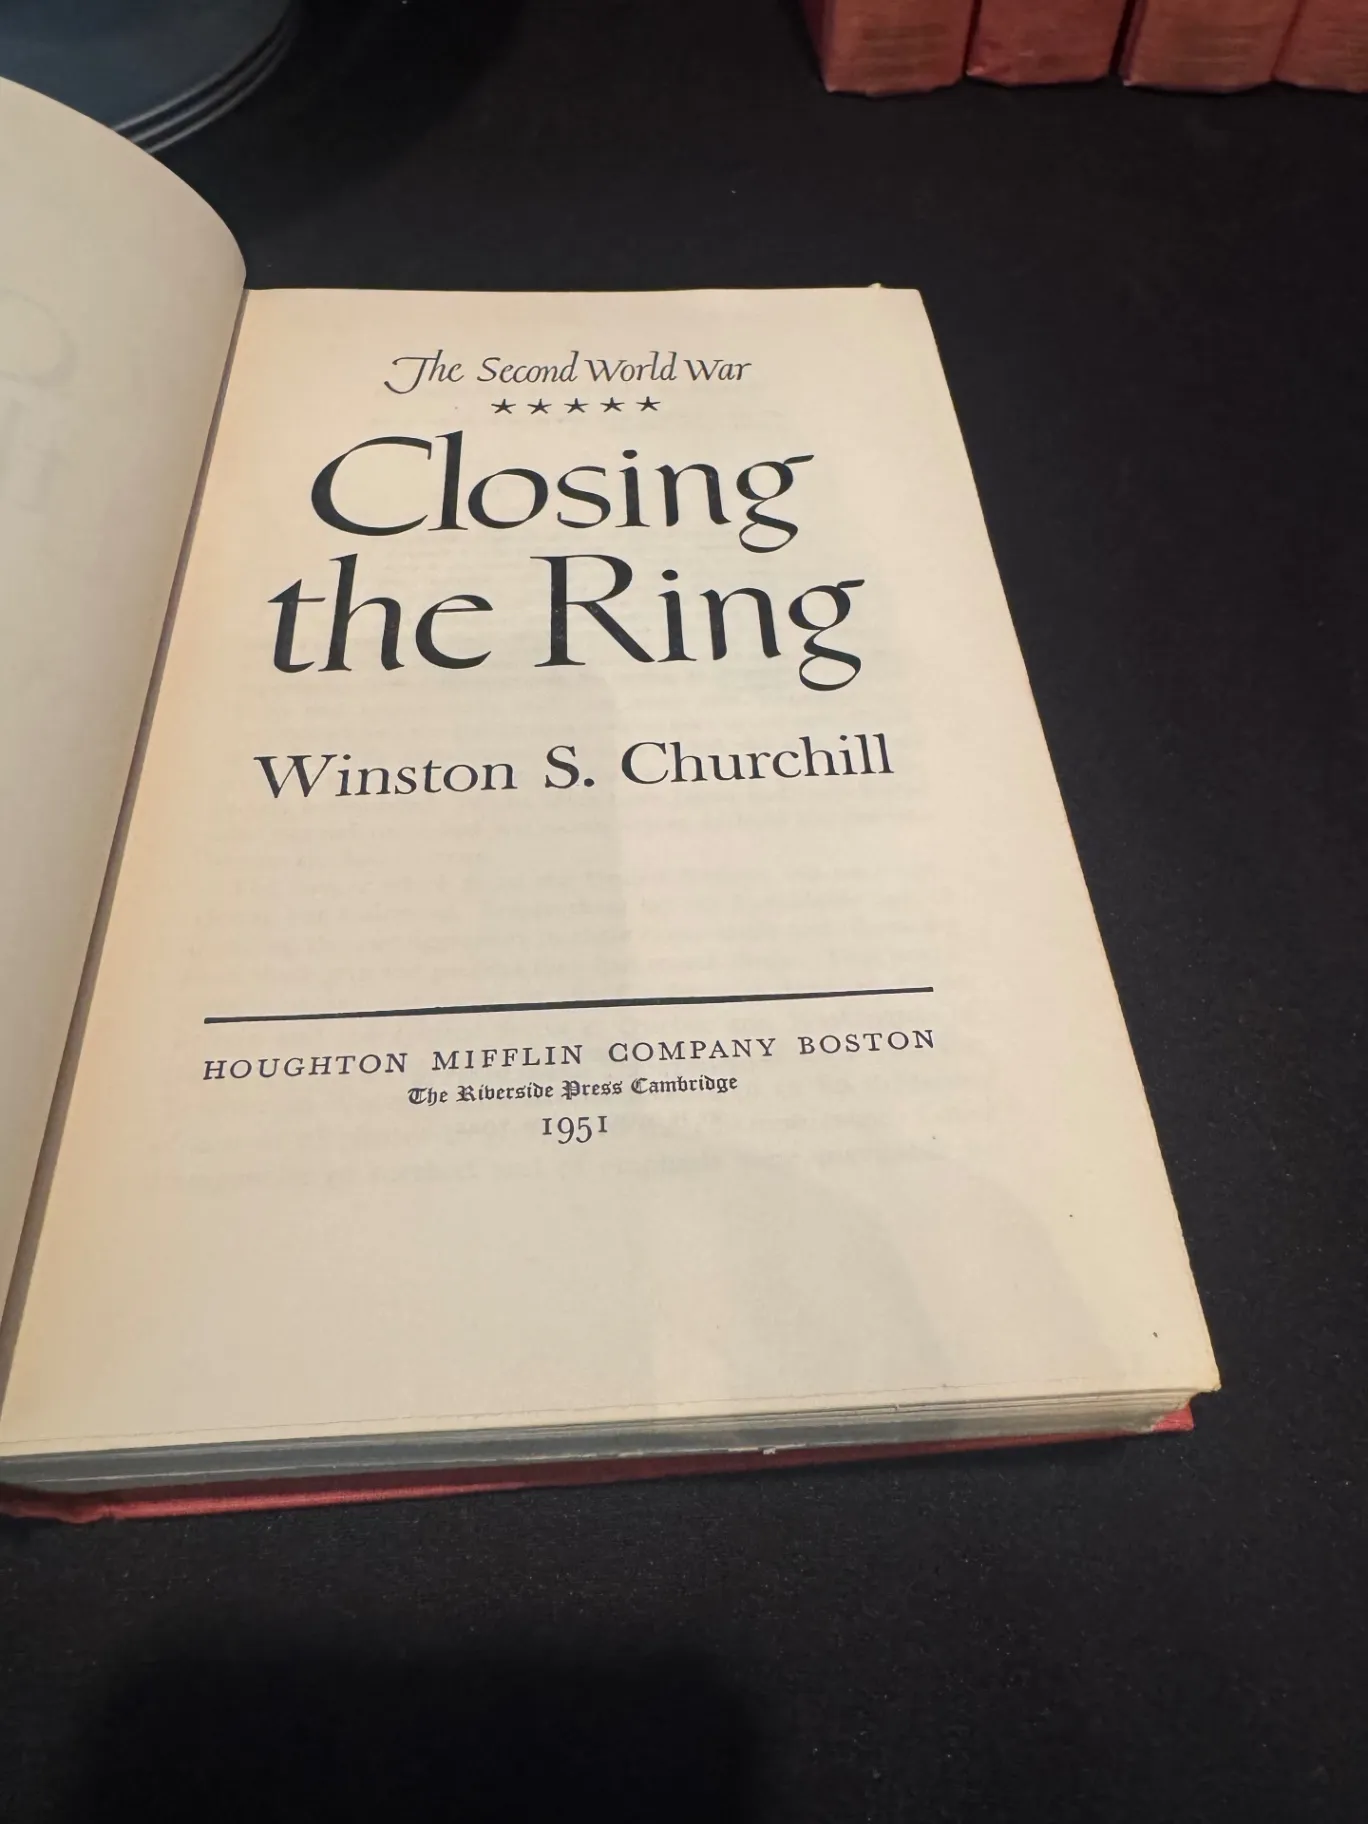 The Second World War
★ ★ ★ ★ ★
Closing
the Ring
Winston S. Churchill
HOUGHTON MIFFLIN COMPANY BOSTON
The Riverside Press Cambridge
1951